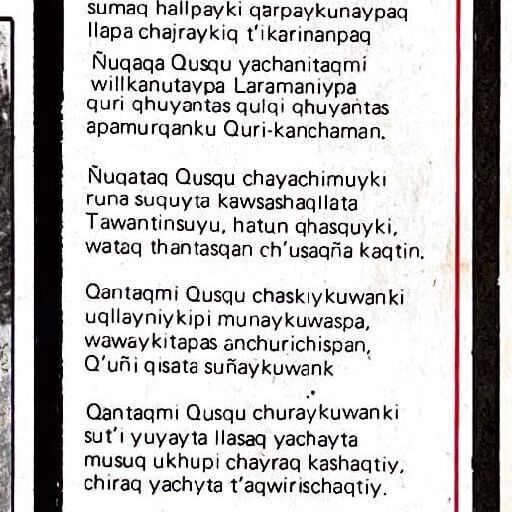 sumaq hallpayki qarpaykunaypaq
llapa chajraykiq t'ikarinanpaq
Ñuqaqa Qusqu yachanitaqmi
willkanutaypa Laramaniypa
quri qhuyantas qulqi qhuyantas
apamurqanku Quri-kanchaman.
Ñuqataq Qusqu chayachimuyki
runa suquyta kawsashaqllata
Tawantinsuyu, hatun qhasquyki,
wataq thantasqan ch'usaqña kaqtin.
Qantaqmi Qusqu chaskiykuwanki
uqllayniykipi munaykuwaspa,
wawaykitapas anchurichispan,
Q'uñi qisata suñaykuwank
Qantaqmi Qusqu churaykuwanki
sut'i yuyayta llasaq yachayta
musuq ukhupi chayraq kashaqtiy,
chiraq yachyta t'aqwirischaqtiy.